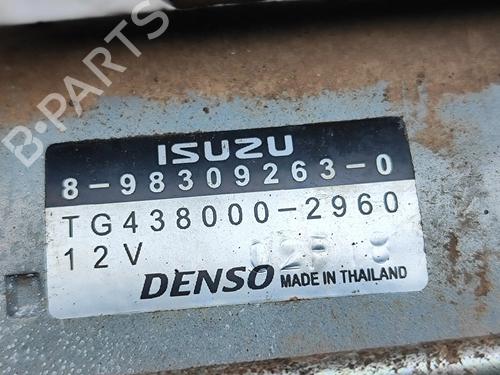 B-PARTS
ISUZU
8-98309263-0
TG438000-2960
12V
DENSO MADE IN THAILAND